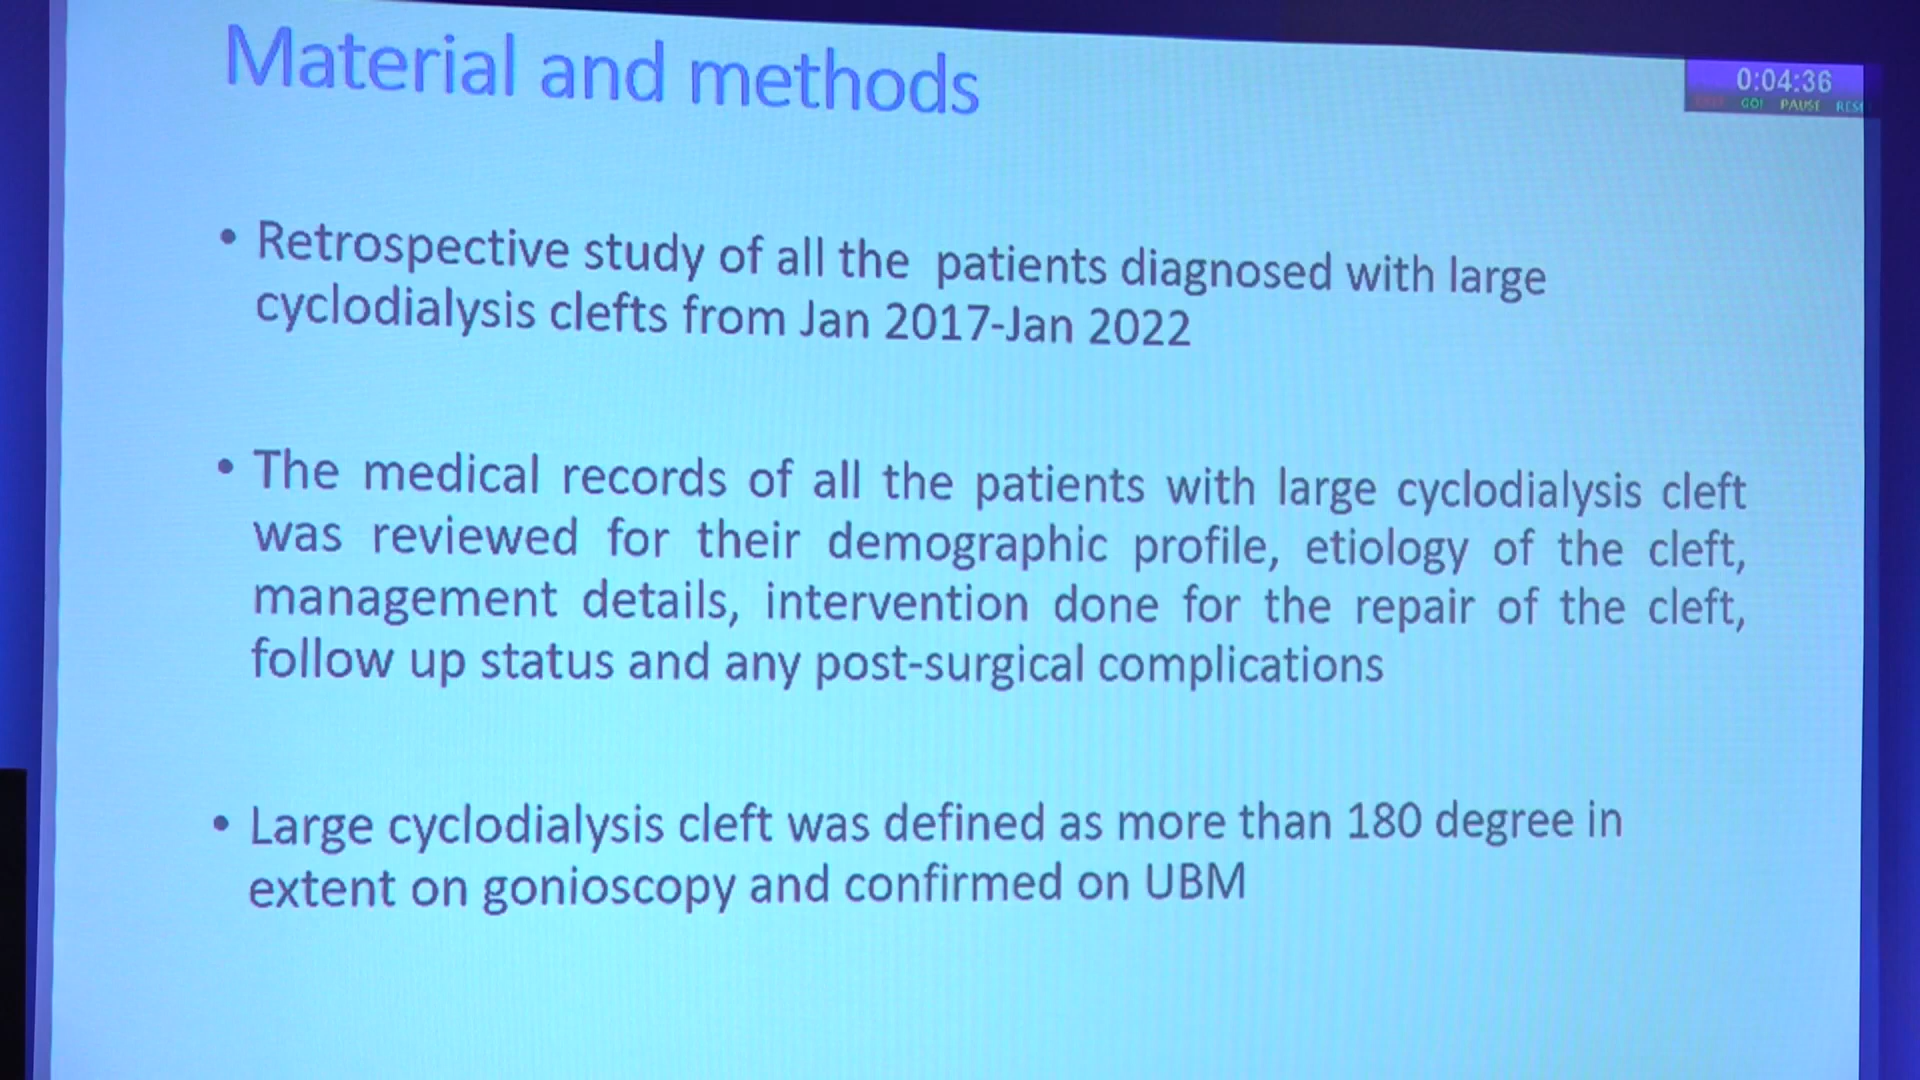 Material and methods
0:04:36
GO! PAUSE
• Retrospective study of all the patients diagnosed with large
cyclodialysis clefts from Jan 2017-Jan 2022
• The medical records of all the patients with large cyclodialysis cleft
was reviewed for their demographic profile, etiology of the cleft,
management details, intervention done for the repair of the cleft,
follow up status and any post-surgical complications
• Large cyclodialysis cleft was defined as more than 180 degree in
extent on gonioscopy and confirmed on UBM